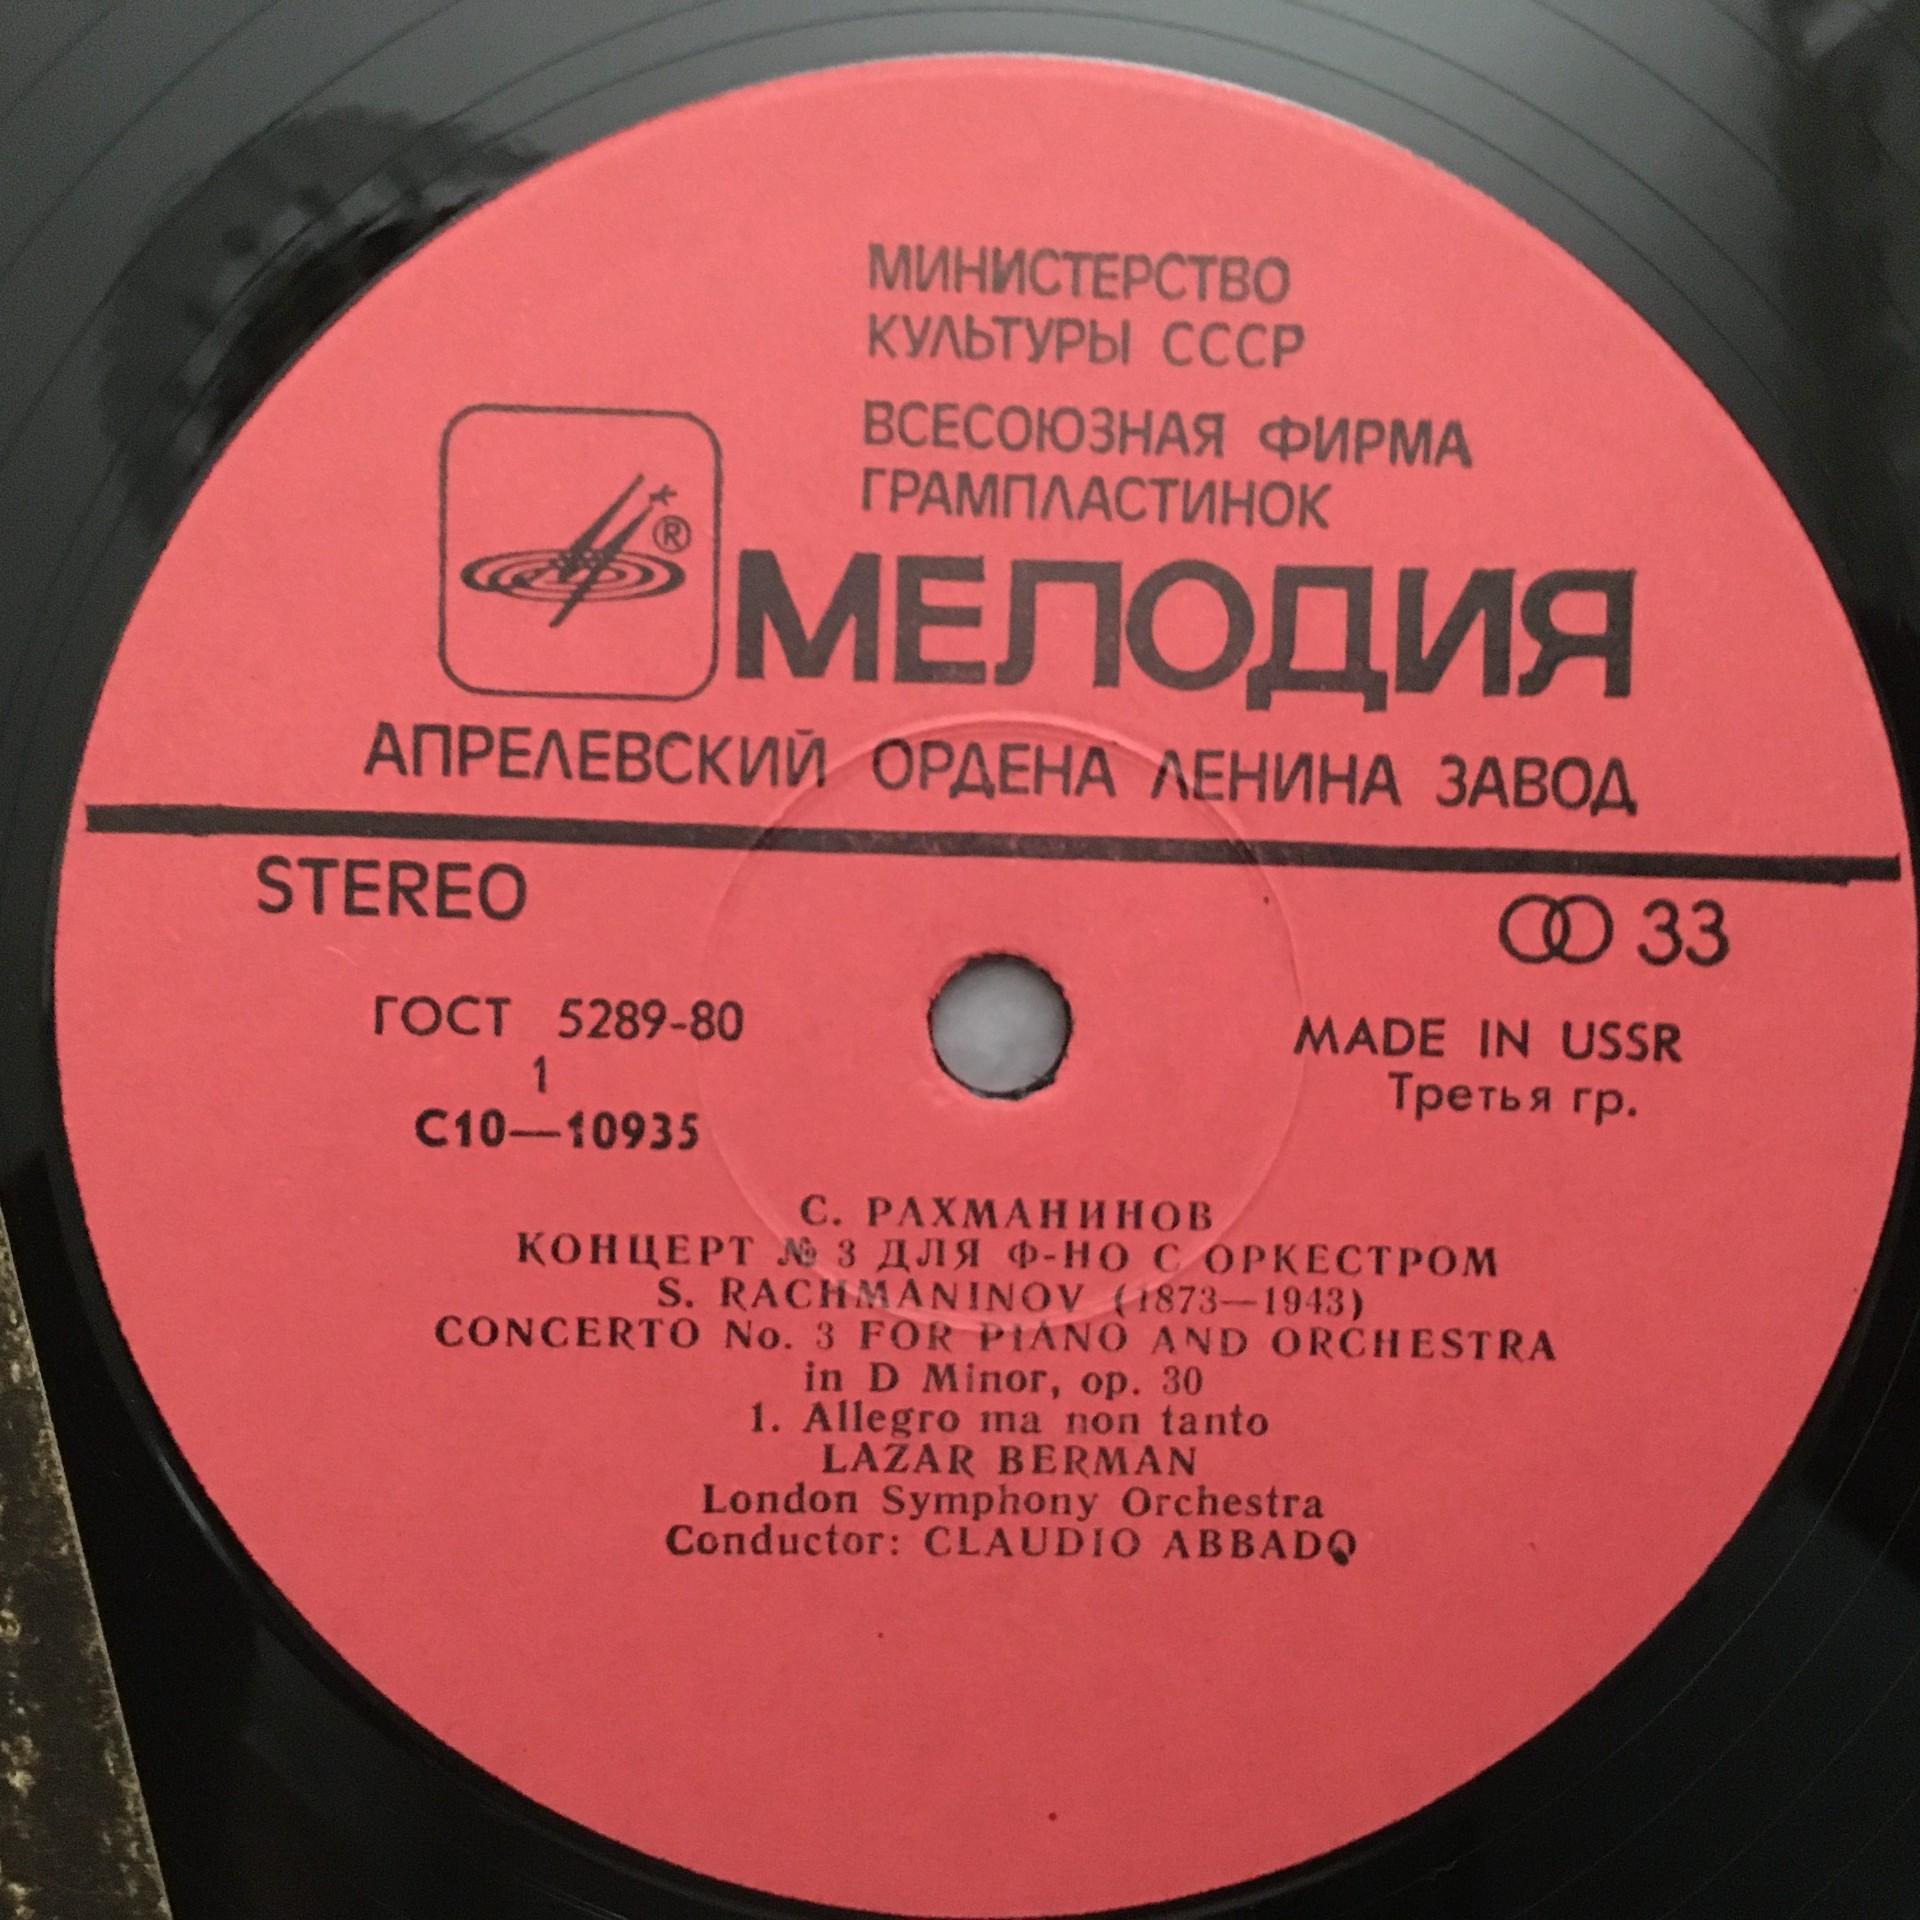 МИНИСТЕРСТВО
КУЛЬТУРЫ СССР
ВСЕСОЮЗНАЯ ФИРМА
ГРАМПЛАСТИНОК
®
МЕЛОДИЯ
АПРЕЛЕВСКИЙ ОРДЕНА ЛЕНИНА ЗАВОД
STEREO
33
ГОСТ 5289-80
MADE IN USSR
1
Третья гр.
С10—10935
С. РАХМАНИНОВ
КОНЦЕРТ № 3 ДЛЯ Ф-НО С ОРКЕСТРОМ
S. RACHMANINOV (1873—1943)
CONCERTO No. 3 FOR PIANO AND ORCHESTRA
in D Minor, op. 30
1. Allegro ma non tanto
LAZAR BERMAN
London Symphony Orchestra
Conductor: CLAUDIO ABBADO